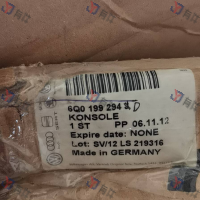 6Q0 199 294 D
KONSOLE
1 ST PP 06.11.12
Expire date: NONE
Lot: SV/12 LS 219316
Made in GERMANY